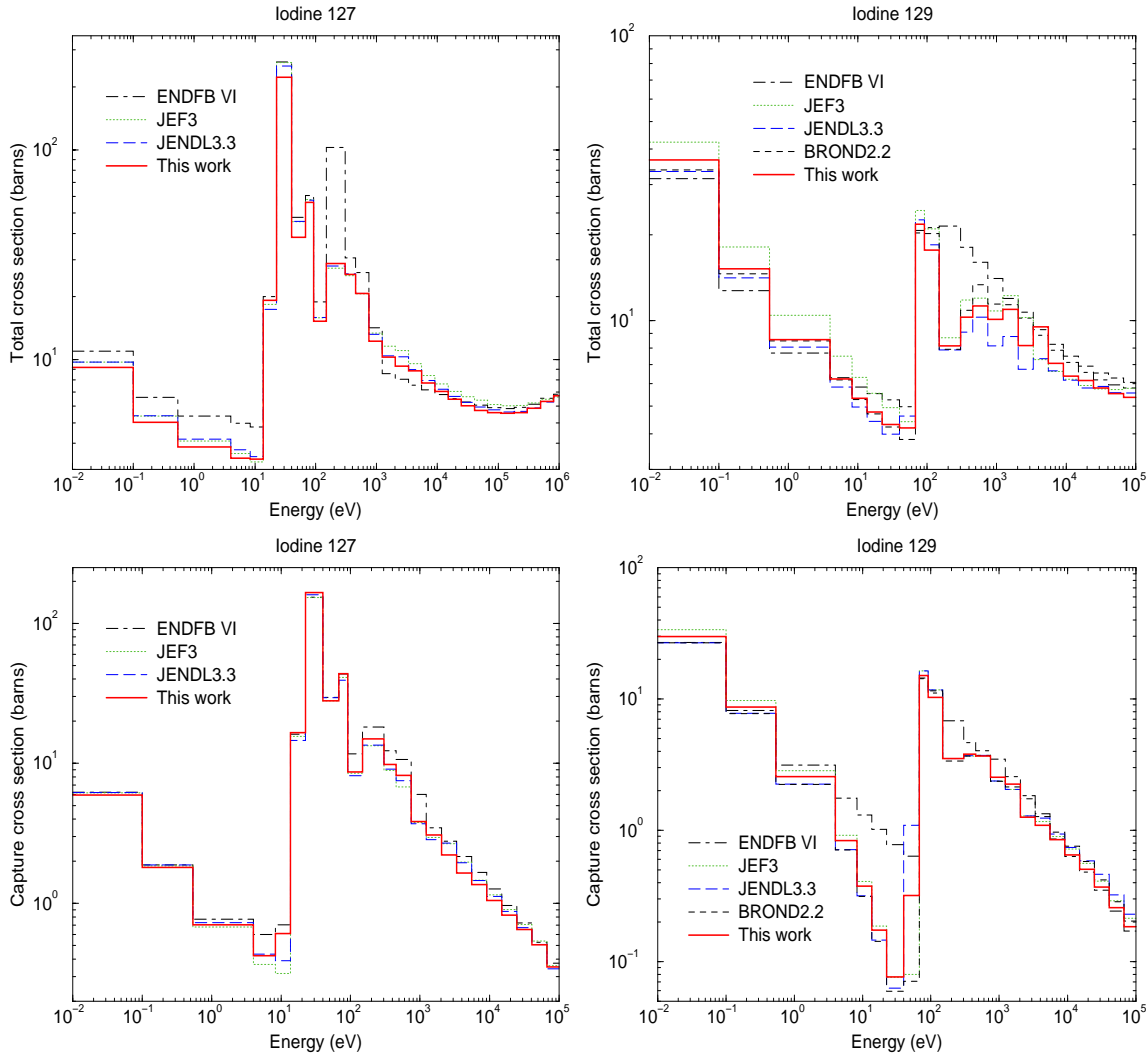 Iodine 127
Total cross section (barns)
10^2
10^1
ENDFB VI
JEF3
JENDL3.3
This work
10^-2 10^-1 10^0 10^1 10^2 10^3 10^4 10^5 10^6
Energy (eV)
Iodine 129
Total cross section (barns)
10^2
10^1
ENDFB VI
JEF3
JENDL3.3
BROND2.2
This work
10^-2 10^-1 10^0 10^1 10^2 10^3 10^4 10^5
Energy (eV)
Iodine 127
Capture cross section (barns)
10^2
10^1
10^0
ENDFB VI
JEF3
JENDL3.3
This work
10^-2 10^-1 10^0 10^1 10^2 10^3 10^4 10^5
Energy (eV)
Iodine 129
Capture cross section (barns)
10^2
10^1
10^0
10^-1
ENDFB VI
JEF3
JENDL3.3
BROND2.2
This work
10^-2 10^-1 10^0 10^1 10^2 10^3 10^4 10^5
Energy (eV)